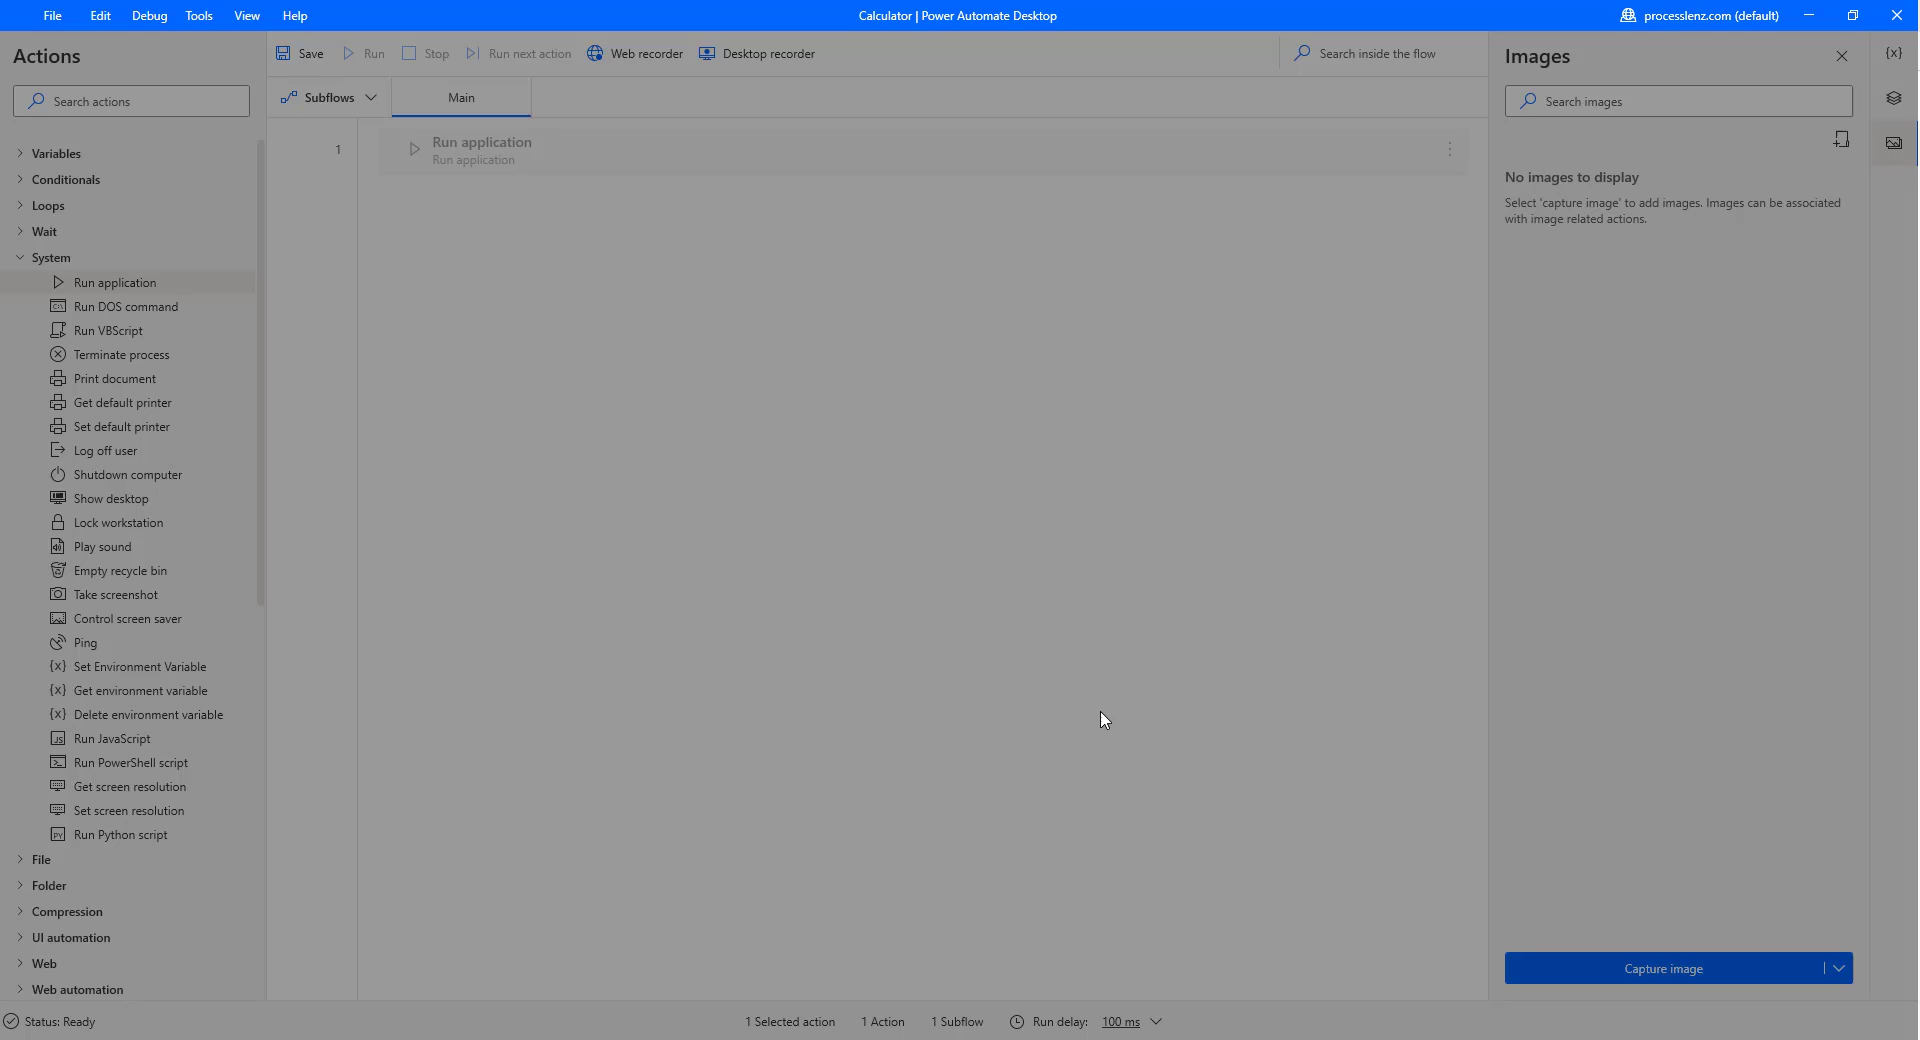 File Edit Debug Tools View Help
Calculator | Power Automate Desktop
processlenz.com (default)
Actions
Search actions
Variables
Conditionals
Loops
Wait
System
Run application
Run DOS command
Run VBScript
Terminate process
Print document
Get default printer
Set default printer
Log off user
Shutdown computer
Show desktop
Lock workstation
Play sound
Empty recycle bin
Take screenshot
Control screen saver
Ping
{x} Set Environment Variable
{x} Get environment variable
{x} Delete environment variable
JS Run JavaScript
Run PowerShell script
Get screen resolution
Set screen resolution
PY Run Python script
File
Folder
Compression
UI automation
Web
Web automation
Save Run Stop Run next action Web recorder Desktop recorder
Search inside the flow
Subflows Main
1
Run application
Run application
Images
Search images
No images to display
Select 'capture image' to add images. Images can be associated
with image related actions.
Capture image
{x}
Status: Ready
1 Selected action 1 Action 1 Subflow Run delay: 100 ms